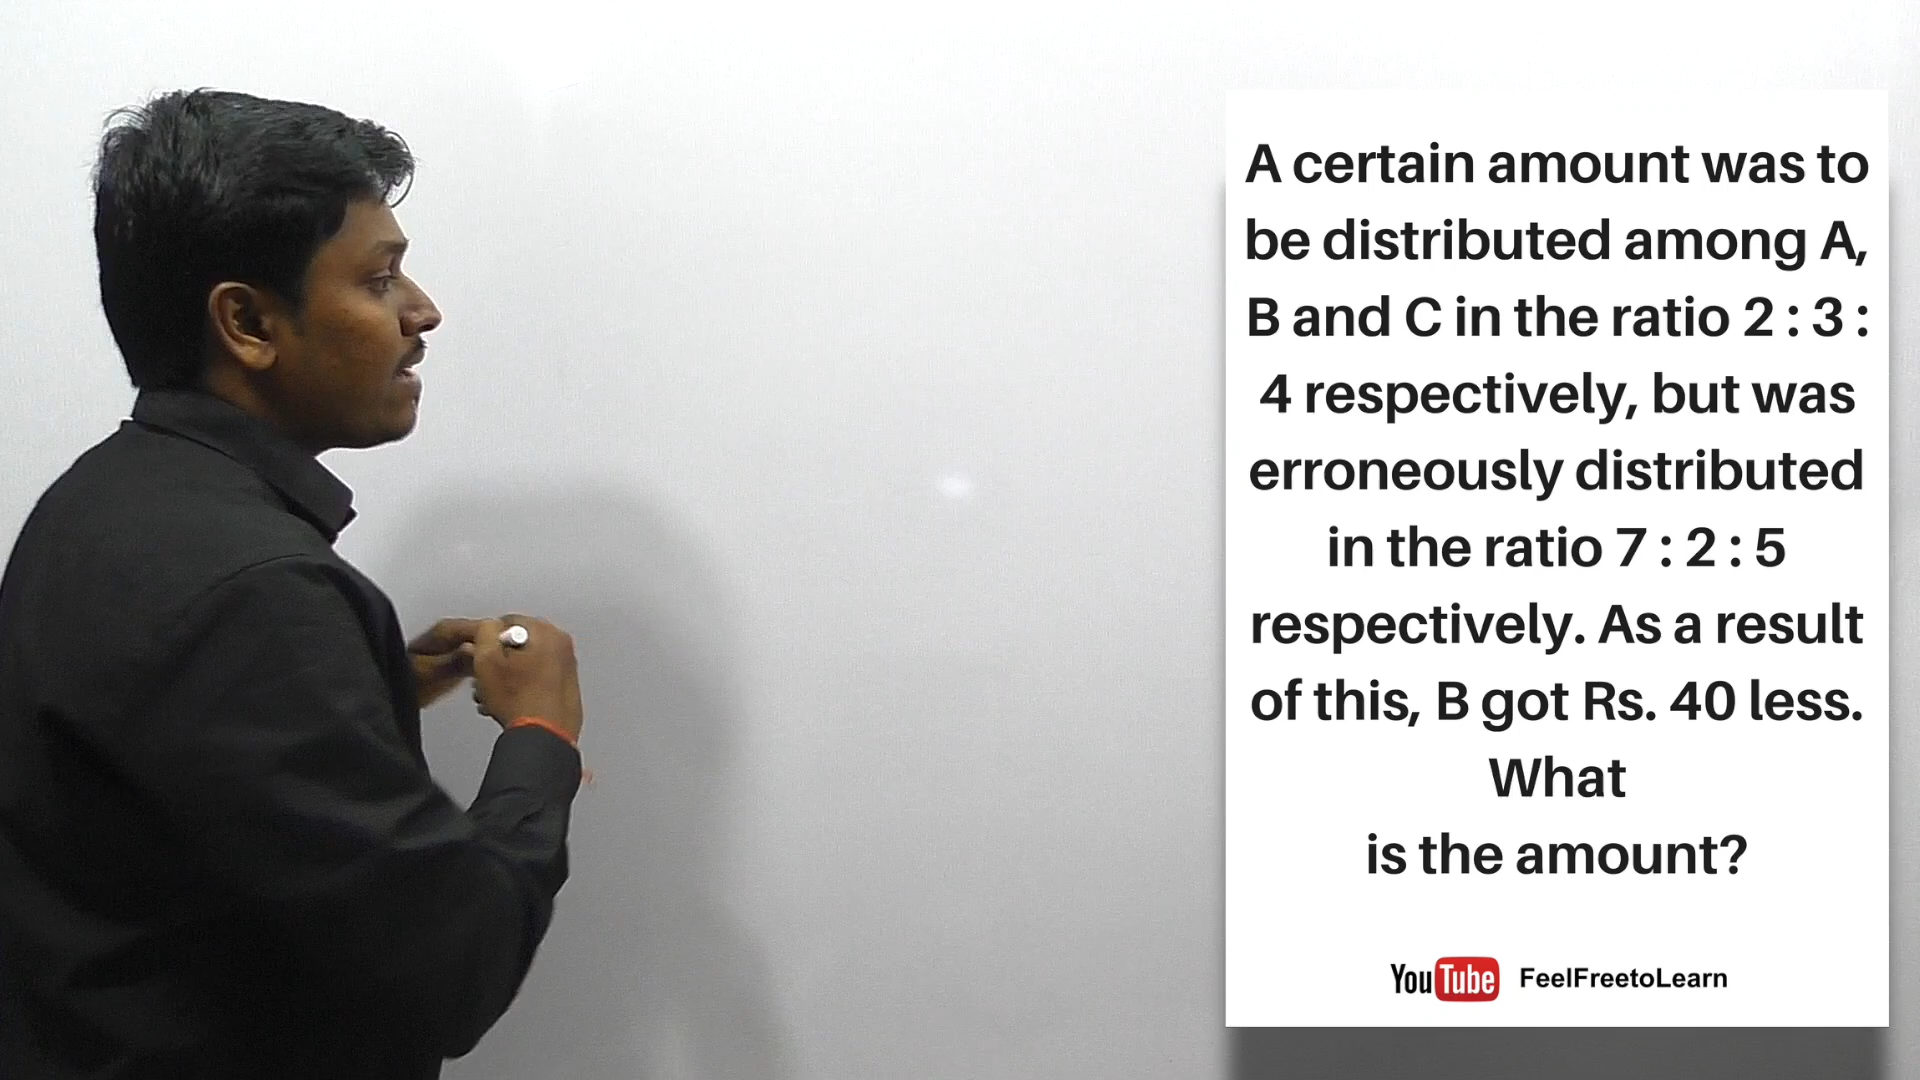 A certain amount was to
be distributed among A,
B and C in the ratio 2 : 3 :
4 respectively, but was
erroneously distributed
in the ratio 7 : 2 : 5
respectively. As a result
of this, B got Rs. 40 less.
What
is the amount?
YouTube FeelFreetoLearn